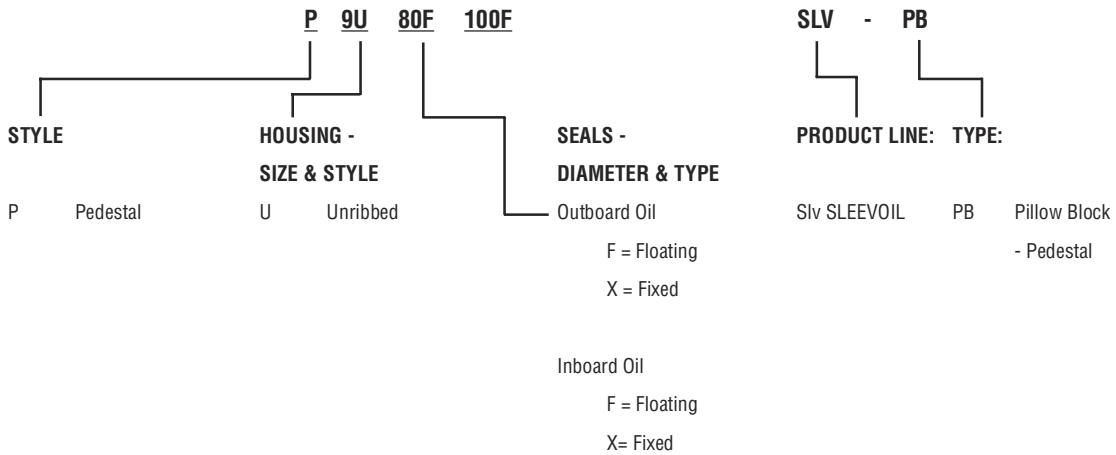 P 9U 80F 100F SLV - PB
STYLE HOUSING - SEALS - PRODUCT LINE: TYPE:
SIZE & STYLE DIAMETER & TYPE
P Pedestal U Unribbed Outboard Oil Slv SLEEVOIL PB Pillow Block
F = Floating - Pedestal
X = Fixed
Inboard Oil
F = Floating
X= Fixed